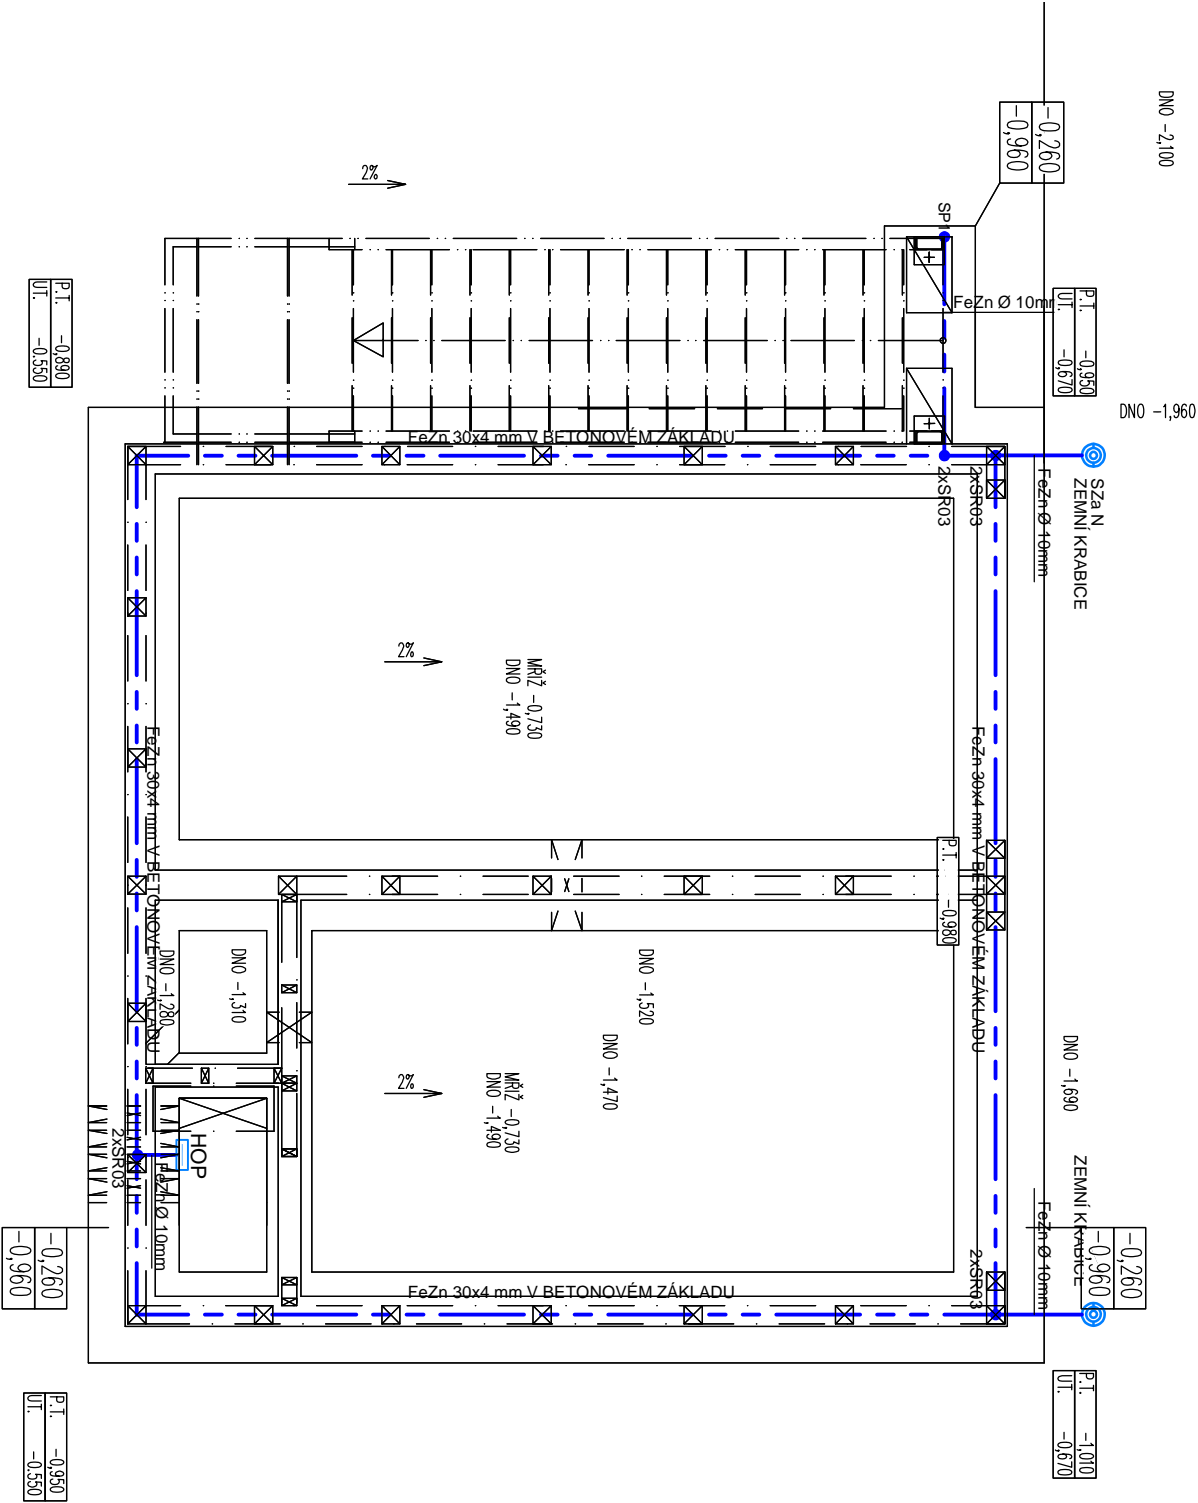 DNO -2,100
-0,260
-0,960
2%
SP1
FeZn Ø 10mm
P.T. -0,950
UT. -0,670
P.T. -0,890
UT. -0,550
DNO -1,960
FeZn 30x4 mm V BETONOVÉM ZÁKLADU
2xSR03
2xSR03
FeZn Ø 10mm
SZa N
ZEMNÍ KRABICE
2%
MŘÍŽ -0,730
DNO -1,490
FeZn 30x4 mm V BETONOVÉM ZÁKLADU
FeZn 30x4 mm V BETONOVÉM ZÁKLADU
P.T. -0,980
DNO -1,280
DNO -1,310
DNO -1,520
DNO -1,470
DNO -1,690
2%
MŘÍŽ -0,730
DNO -1,490
HOP
2xSR03
FeZn Ø 10mm
ZEMNÍ KRABICE
FeZn Ø 10mm
2xSR03
-0,260
-0,960
-0,260
-0,960
FeZn 30x4 mm V BETONOVÉM ZÁKLADU
P.T. -1,010
UT. -0,670
P.T. -0,950
UT. -0,550